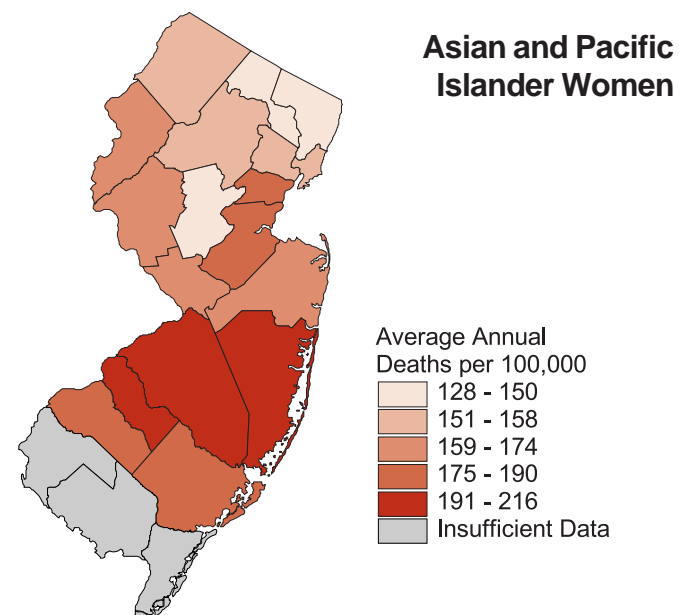 Asian and Pacific
Islander Women
Average Annual
Deaths per 100,000
128 - 150
151 - 158
159 - 174
175 - 190
191 - 216
Insufficient Data